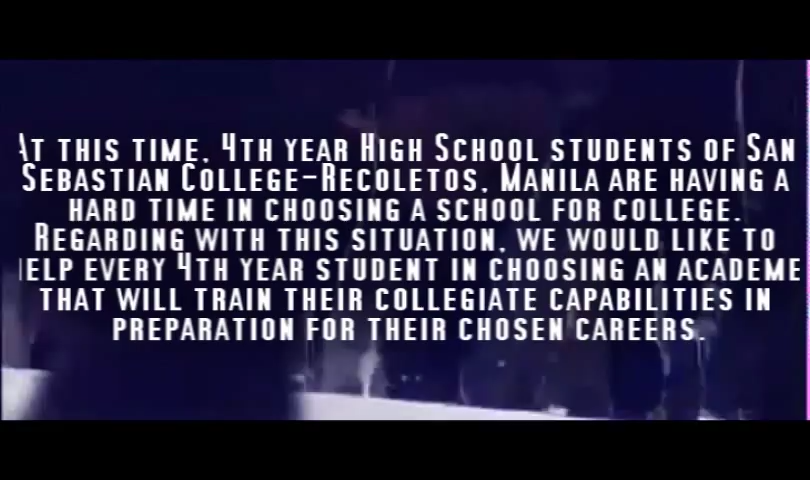 At this time, 4th year High School students of San
Sebastian College-Recoletos, Manila are having a
hard time in choosing a school for college.
Regarding with this situation, we would like to
help every 4th year student in choosing an academe
that will train their collegiate capabilities in
preparation for their chosen careers.